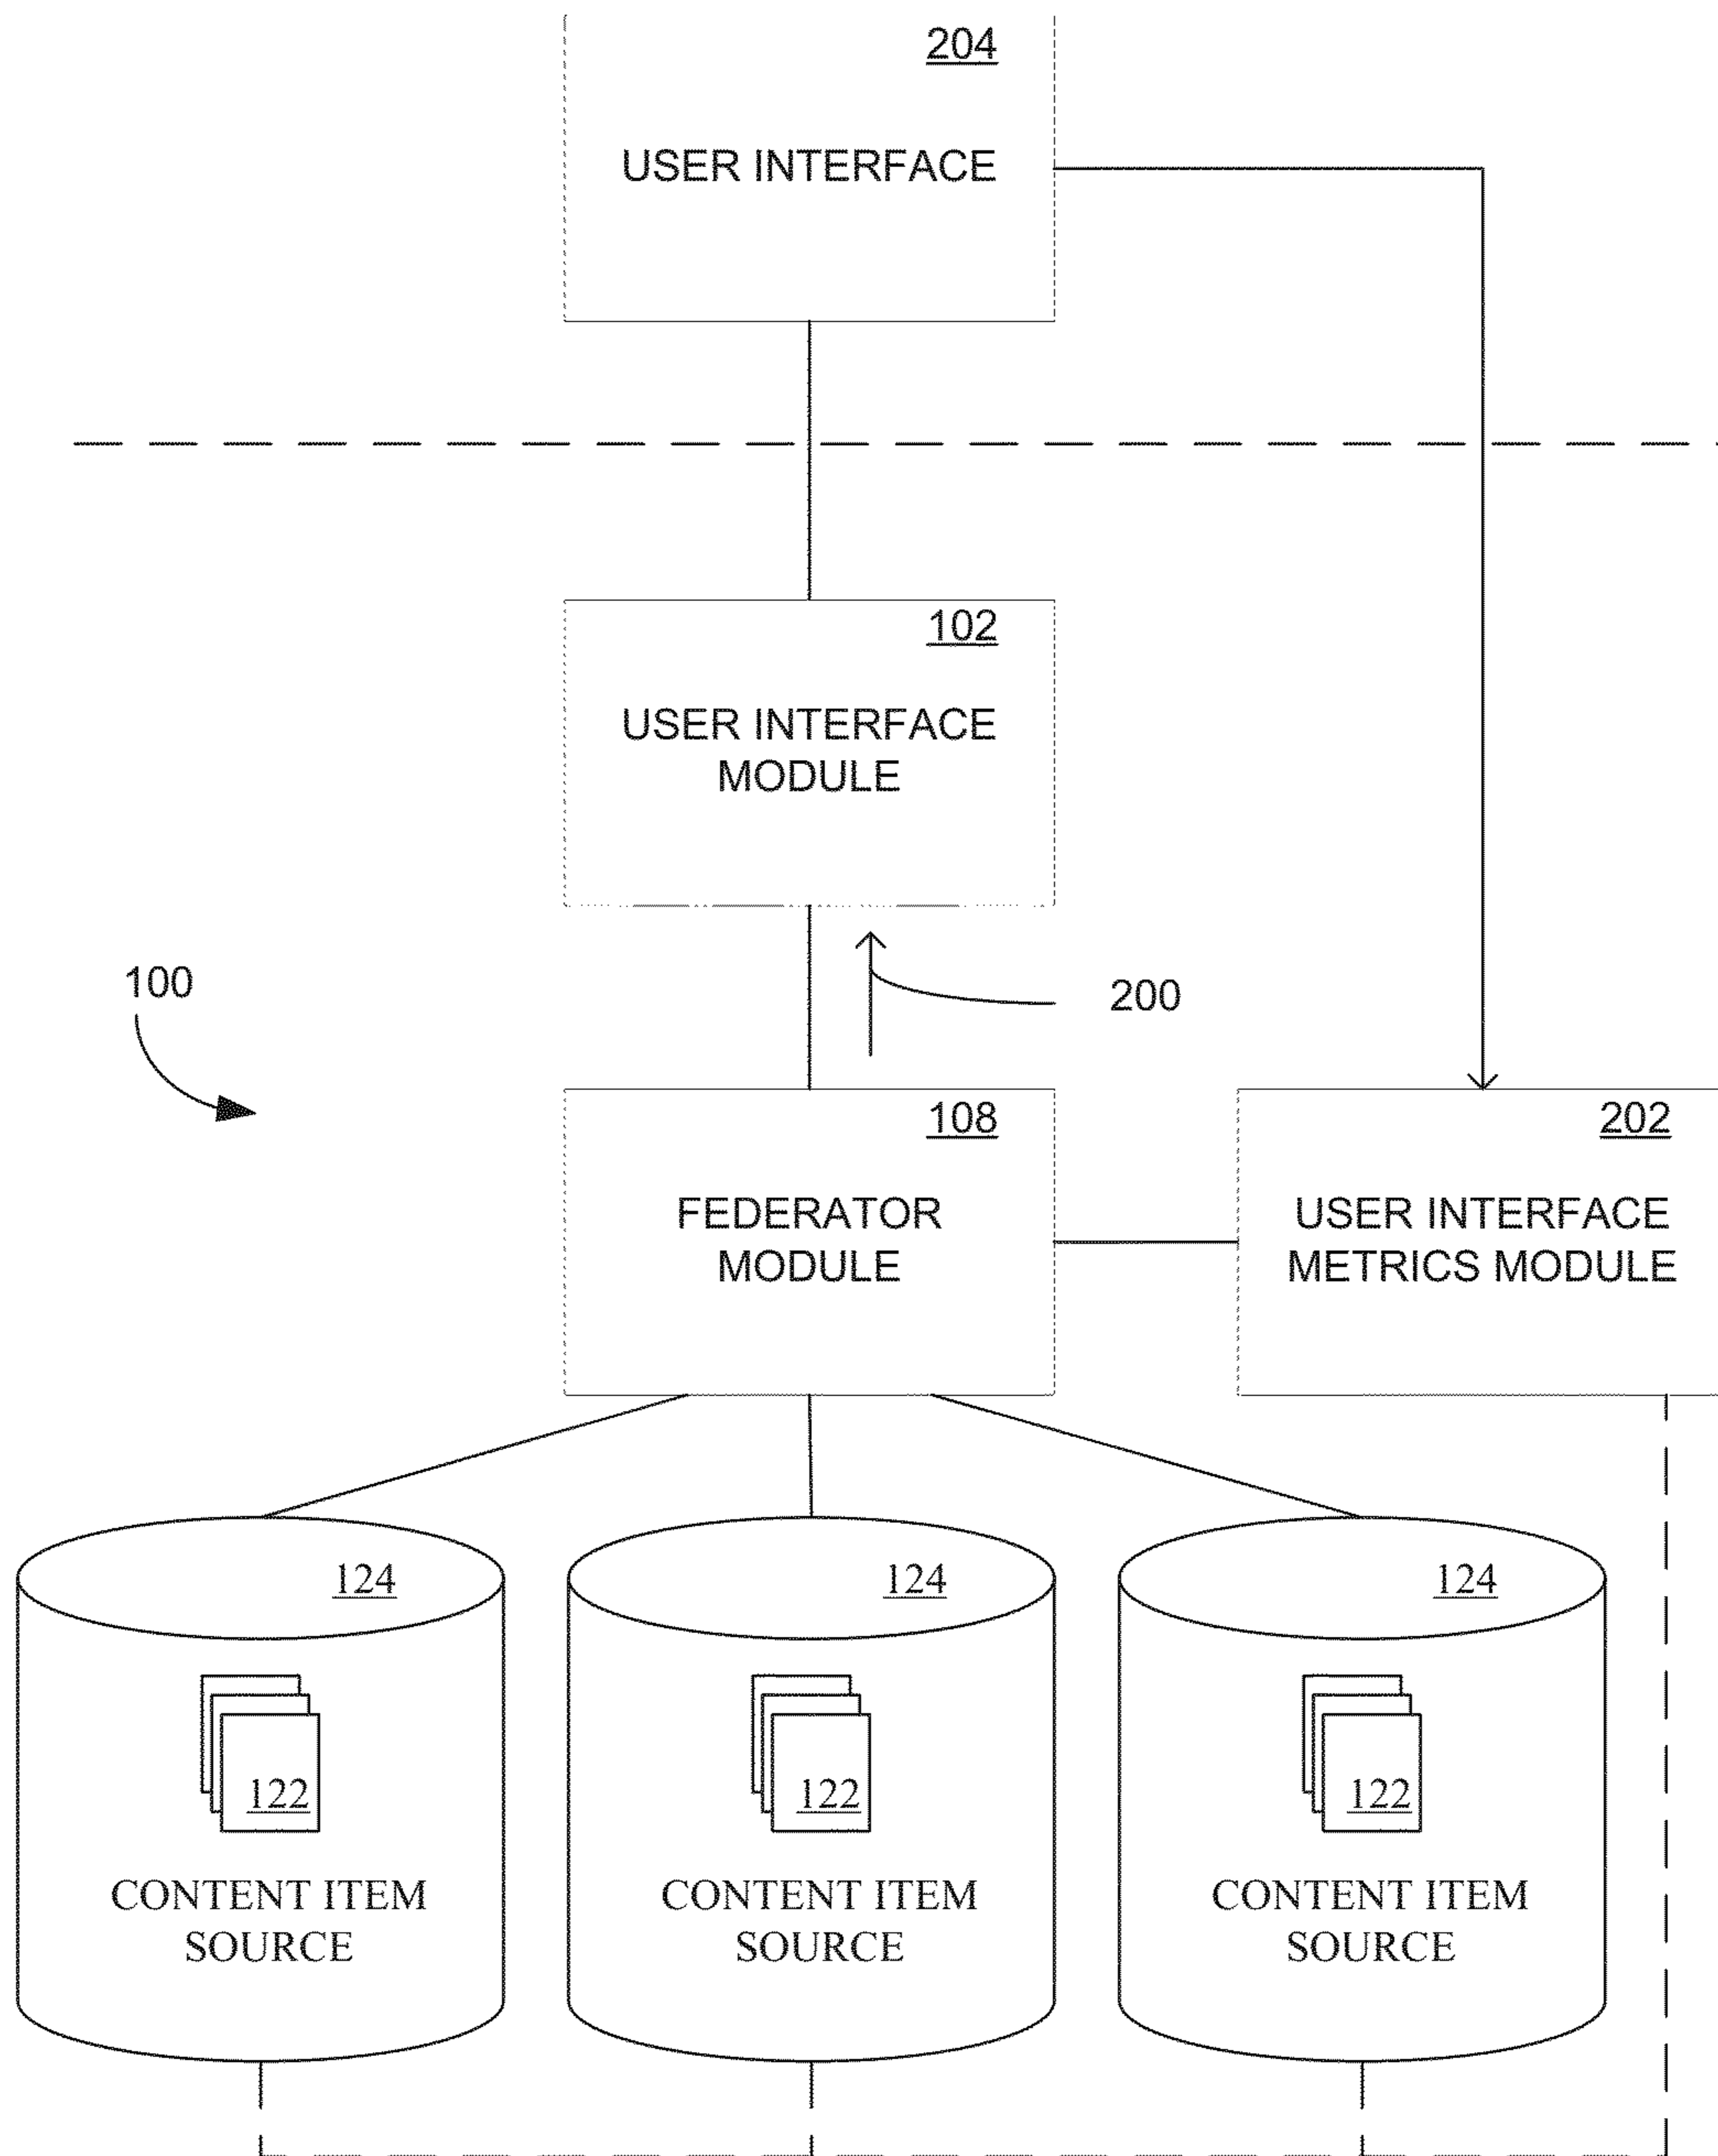 204
USER INTERFACE
102
USER INTERFACE
MODULE
100
200
108
FEDERATOR
MODULE
202
USER INTERFACE
METRICS MODULE
124
122
CONTENT ITEM
SOURCE
124
122
CONTENT ITEM
SOURCE
124
122
CONTENT ITEM
SOURCE